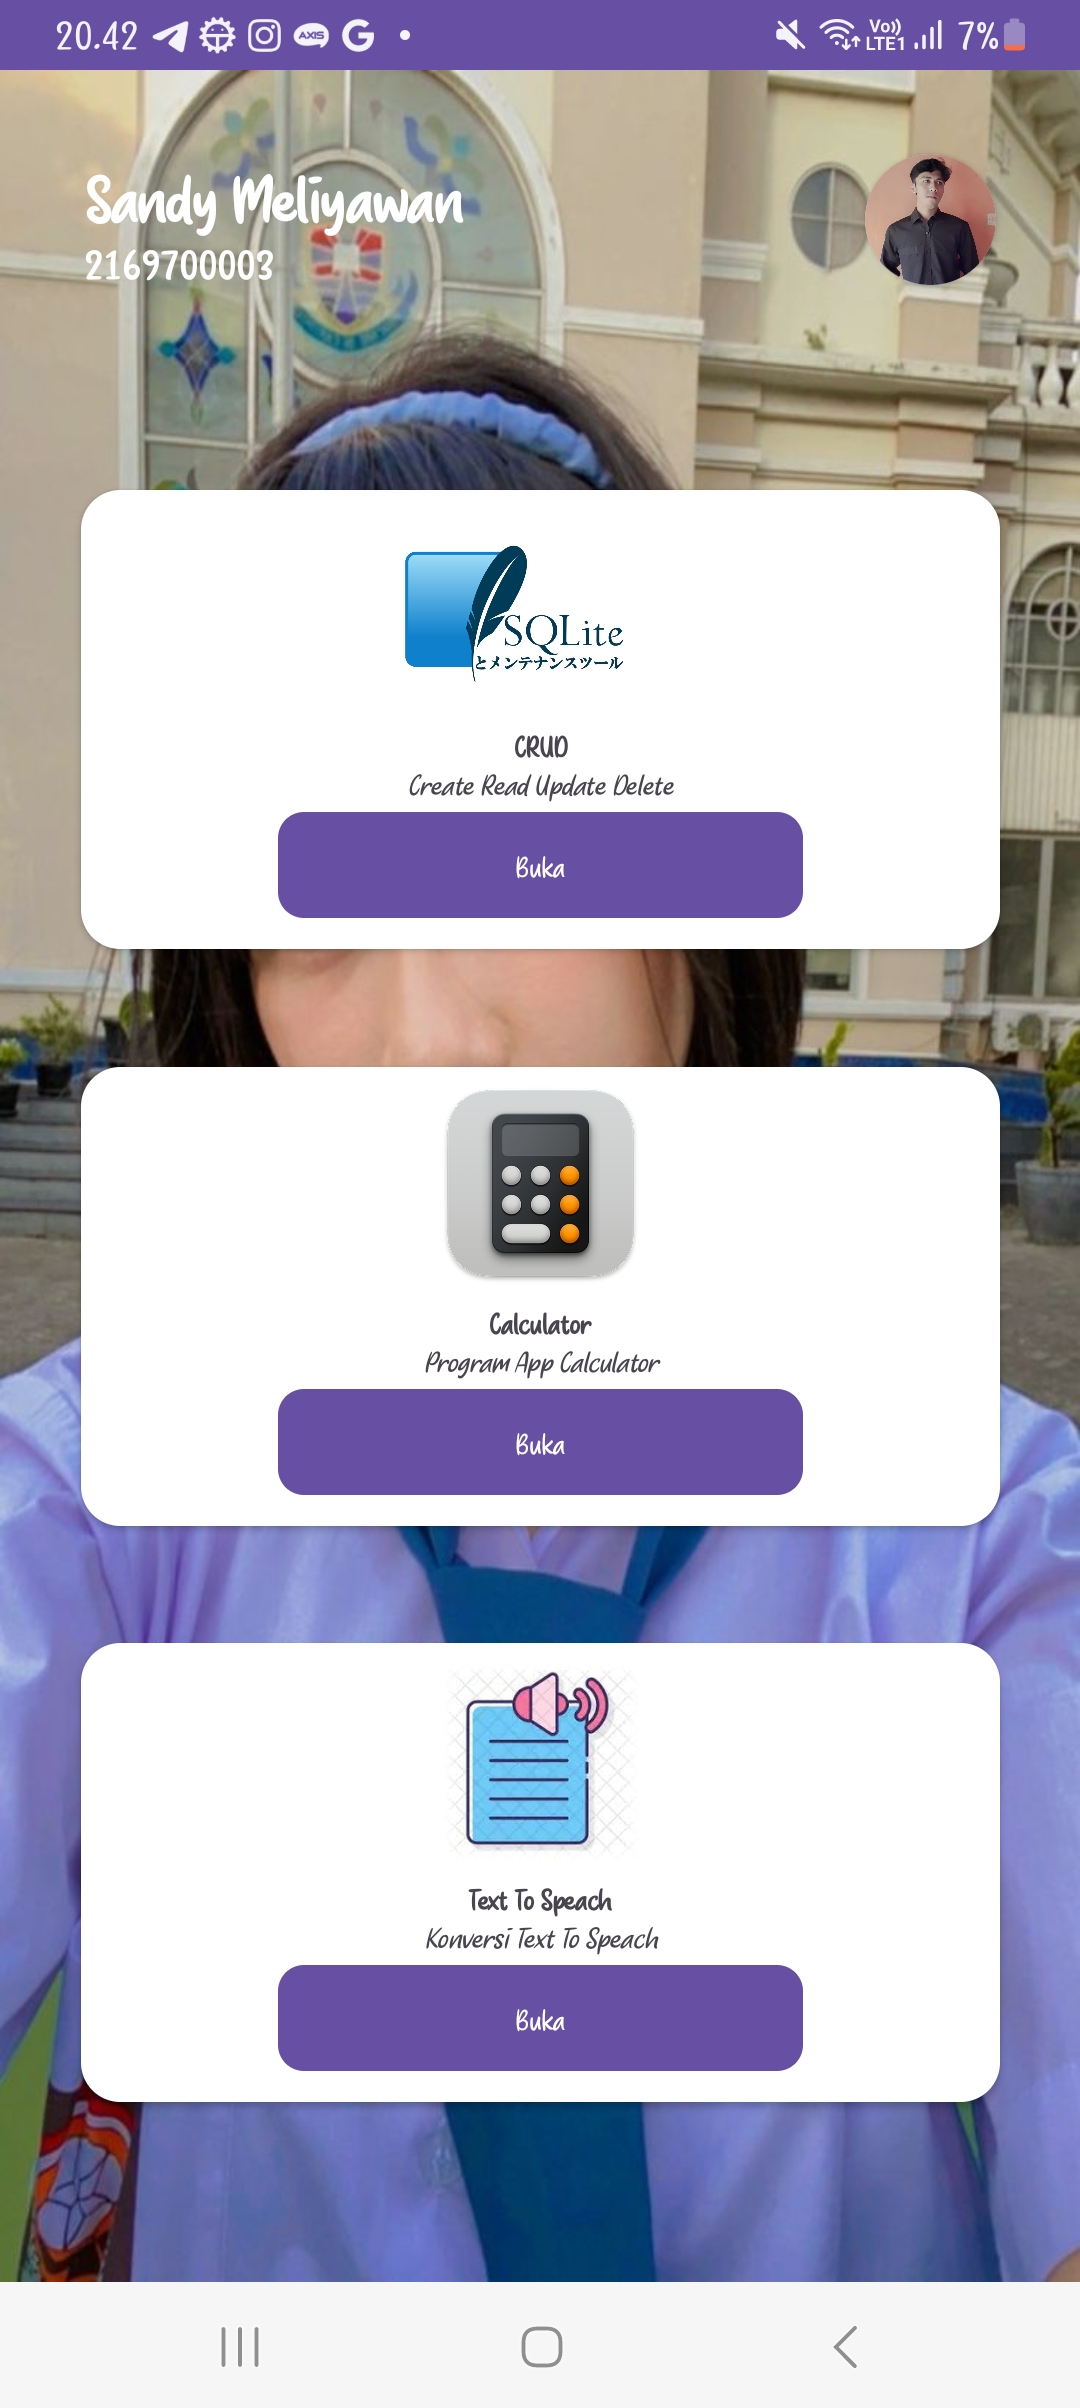 20.42 AXIS Vo)) LTE1 7%
Sandy Meliyawan
2169700003
SQLite
とメンテナンスツール
CRUD
Create Read Update Delete
Buka
Calculator
Program App Calculator
Buka
Text To Speach
Konversi Text To Speach
Buka